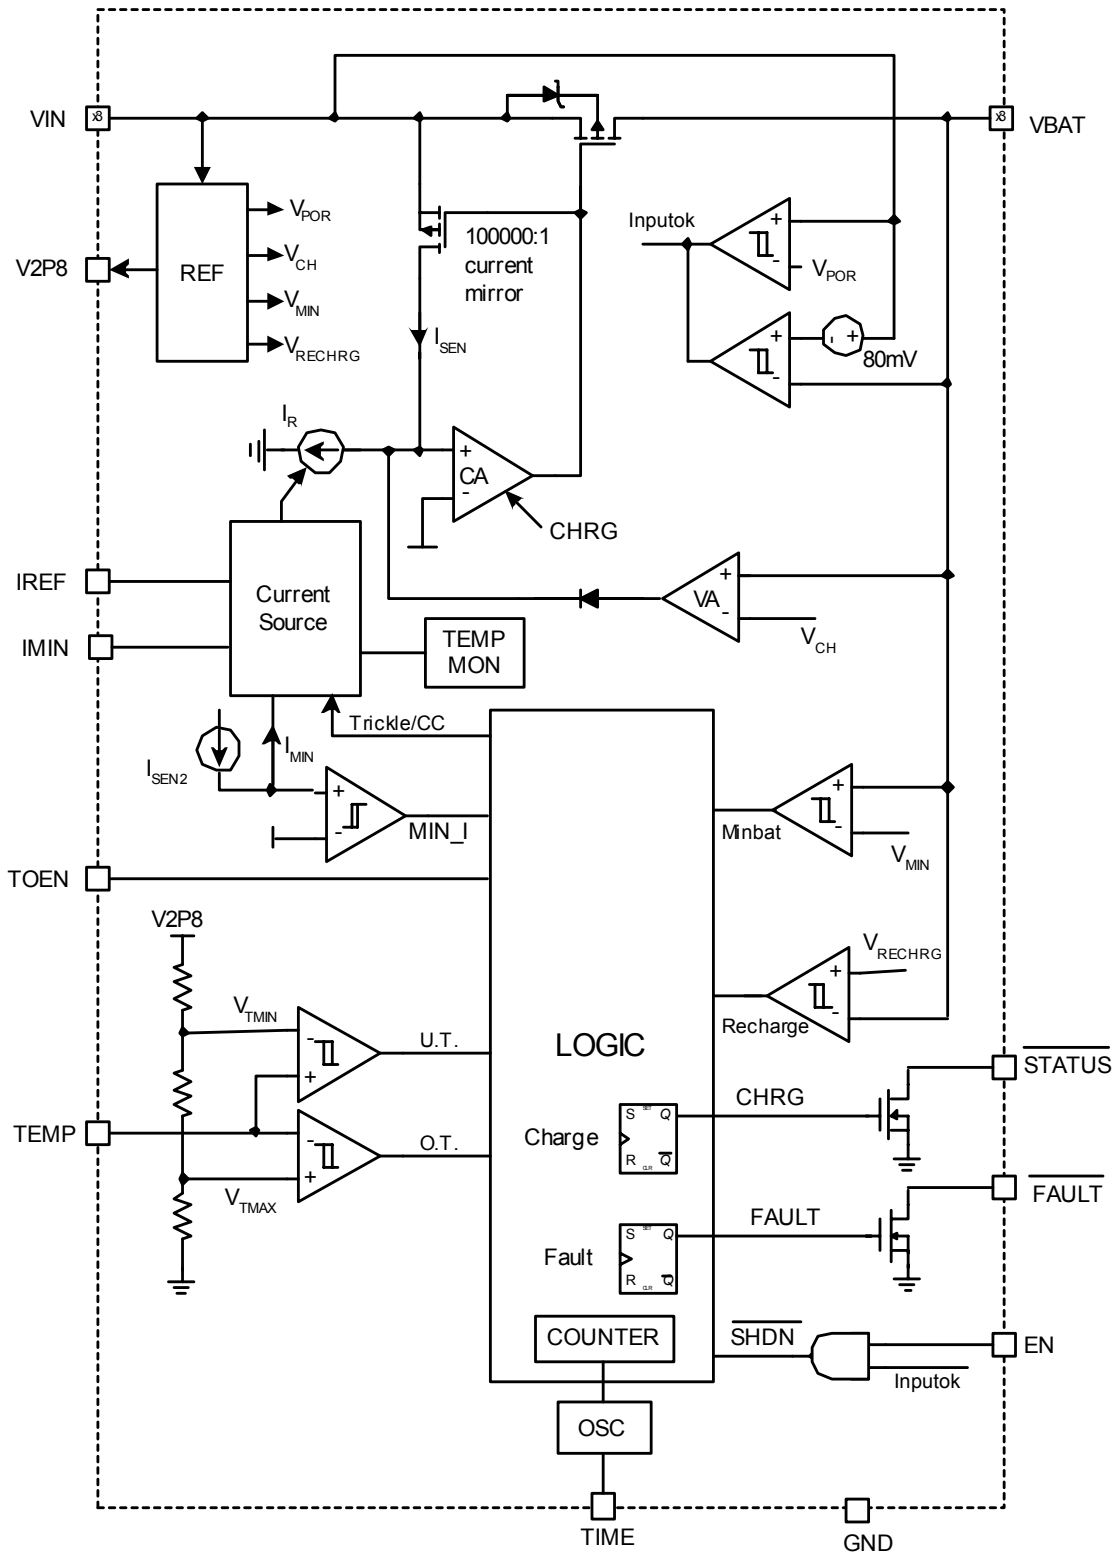 VIN
x3
x3
VBAT
Inputok
+
-
VPOR
100000:1
current
mirror
VPOR
VCH
VMIN
VRECHRG
V2P8
REF
ISEN
+
-
- +
80mV
IR
+
CA
-
CHRG
IREF
Current
Source
IMIN
TEMP
MON
+
VA
-
VCH
Trickle/CC
ISEN2
IMIN
+
-
MIN_I
+
-
Minbat
VMIN
TOEN
V2P8
VRECHRG
+
-
Recharge
VTMIN
-
+
U.T.
LOGIC
STATUS
CHRG
TEMP
-
+
O.T.
Charge
S SET Q
R CLR Q
VTMAX
FAULT
FAULT
Fault
S SET Q
R CLR Q
COUNTER
SHDN
EN
Inputok
OSC
TIME
GND